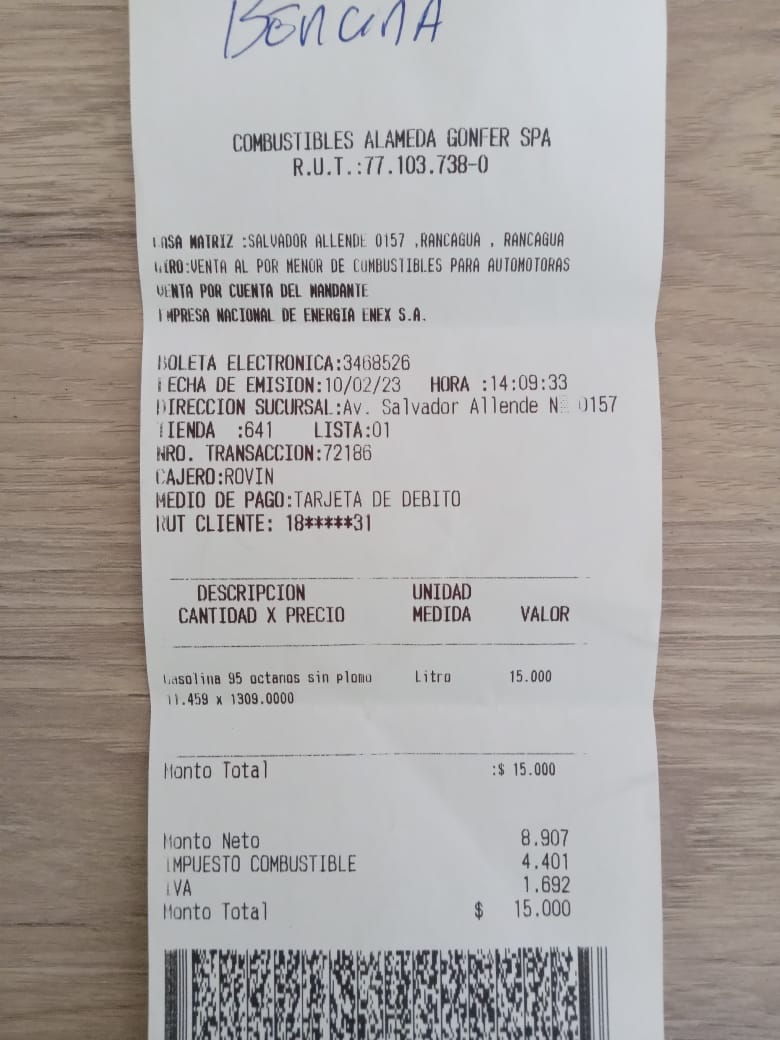 BENCINA
COMBUSTIBLES ALAMEDA GONFER SPA
R.U.T.:77.103.738-0
CASA MATRIZ :SALVADOR ALLENDE 0157 ,RANCAGUA , RANCAGUA
GIRO:VENTA AL POR MENOR DE COMBUSTIBLES PARA AUTOMOTORAS
VENTA POR CUENTA DEL MANDANTE
EMPRESA NACIONAL DE ENERGIA ENEX S.A.
BOLETA ELECTRONICA:3468526
FECHA DE EMISION:10/02/23 HORA :14:09:33
DIRECCION SUCURSAL:Av. Salvador Allende Nº 0157
TIENDA :641 LISTA:01
NRO. TRANSACCION:72186
CAJERO:ROVIN
MEDIO DE PAGO:TARJETA DE DEBITO
RUT CLIENTE: 18*****31
DESCRIPCION UNIDAD
CANTIDAD X PRECIO MEDIDA VALOR
Gasolina 95 octanos sin plomo Litro 15.000
11.459 x 1309.0000
Monto Total :$ 15.000
Monto Neto 8.907
IMPUESTO COMBUSTIBLE 4.401
IVA 1.692
Monto Total $ 15.000